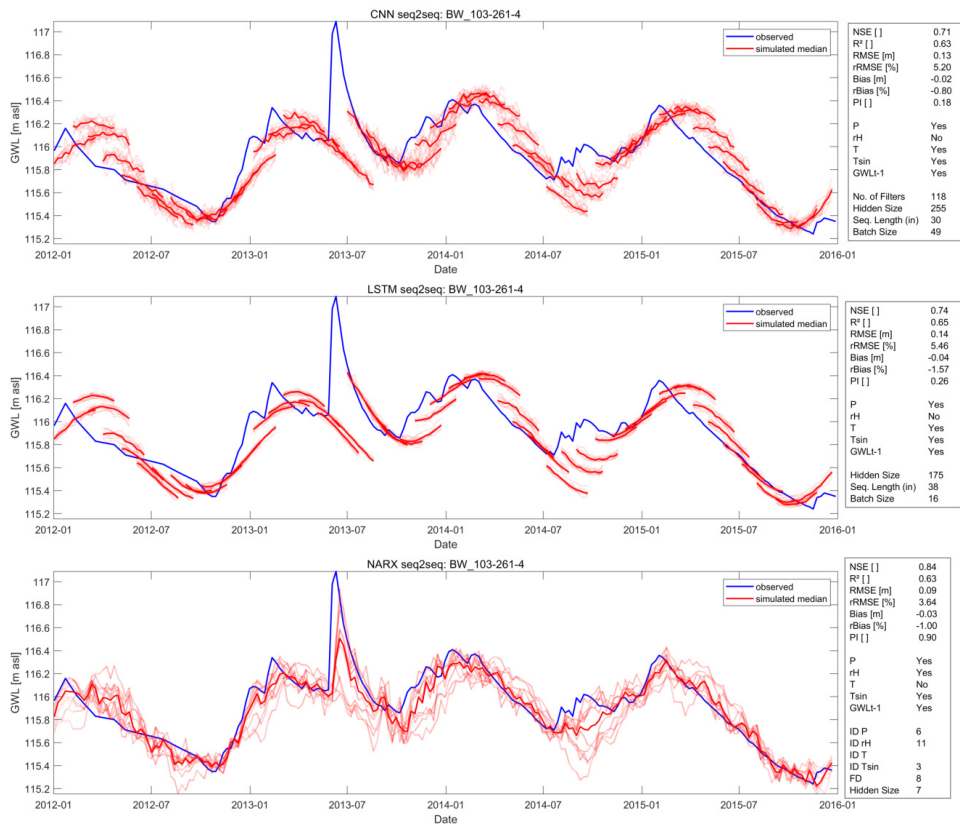 CNN seq2seq: BW_103-261-4
117
116.8
116.6
116.4
116.2
116
115.8
115.6
115.4
115.2
GWL [m asl]
observed
simulated median
2012-01 2012-07 2013-01 2013-07 2014-01 2014-07 2015-01 2015-07 2016-01
Date
NSE [ ] 0.71
R² [ ] 0.63
RMSE [m] 0.13
rRMSE [%] 5.20
Bias [m] -0.02
rBias [%] -0.80
PI [ ] 0.18
P Yes
rH No
T Yes
Tsin Yes
GWLt-1 Yes
No. of Filters 118
Hidden Size 255
Seq. Length (in) 30
Batch Size 49
LSTM seq2seq: BW_103-261-4
117
116.8
116.6
116.4
116.2
116
115.8
115.6
115.4
115.2
GWL [m asl]
observed
simulated median
2012-01 2012-07 2013-01 2013-07 2014-01 2014-07 2015-01 2015-07 2016-01
Date
NSE [ ] 0.74
R² [ ] 0.65
RMSE [m] 0.14
rRMSE [%] 5.46
Bias [m] -0.04
rBias [%] -1.57
PI [ ] 0.26
P Yes
rH No
T Yes
Tsin Yes
GWLt-1 Yes
Hidden Size 175
Seq. Length (in) 38
Batch Size 16
NARX seq2seq: BW_103-261-4
117
116.8
116.6
116.4
116.2
116
115.8
115.6
115.4
115.2
GWL [m asl]
observed
simulated median
2012-01 2012-07 2013-01 2013-07 2014-01 2014-07 2015-01 2015-07 2016-01
Date
NSE [ ] 0.84
R² [ ] 0.63
RMSE [m] 0.09
rRMSE [%] 3.64
Bias [m] -0.03
rBias [%] -1.00
PI [ ] 0.90
P Yes
rH Yes
T No
Tsin Yes
GWLt-1 Yes
ID P 6
ID rH 11
ID T
ID Tsin 3
FD 8
Hidden Size 7